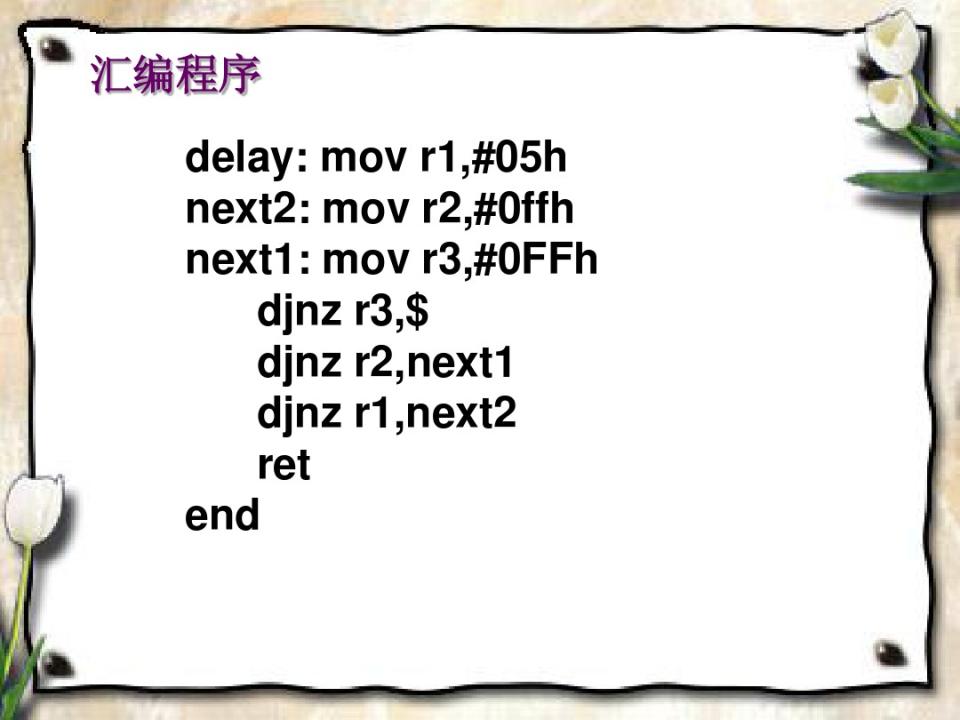 汇编程序
delay: mov r1,#05h
next2: mov r2,#0ffh
next1: mov r3,#0FFh
djnz r3,$
djnz r2,next1
djnz r1,next2
ret
end